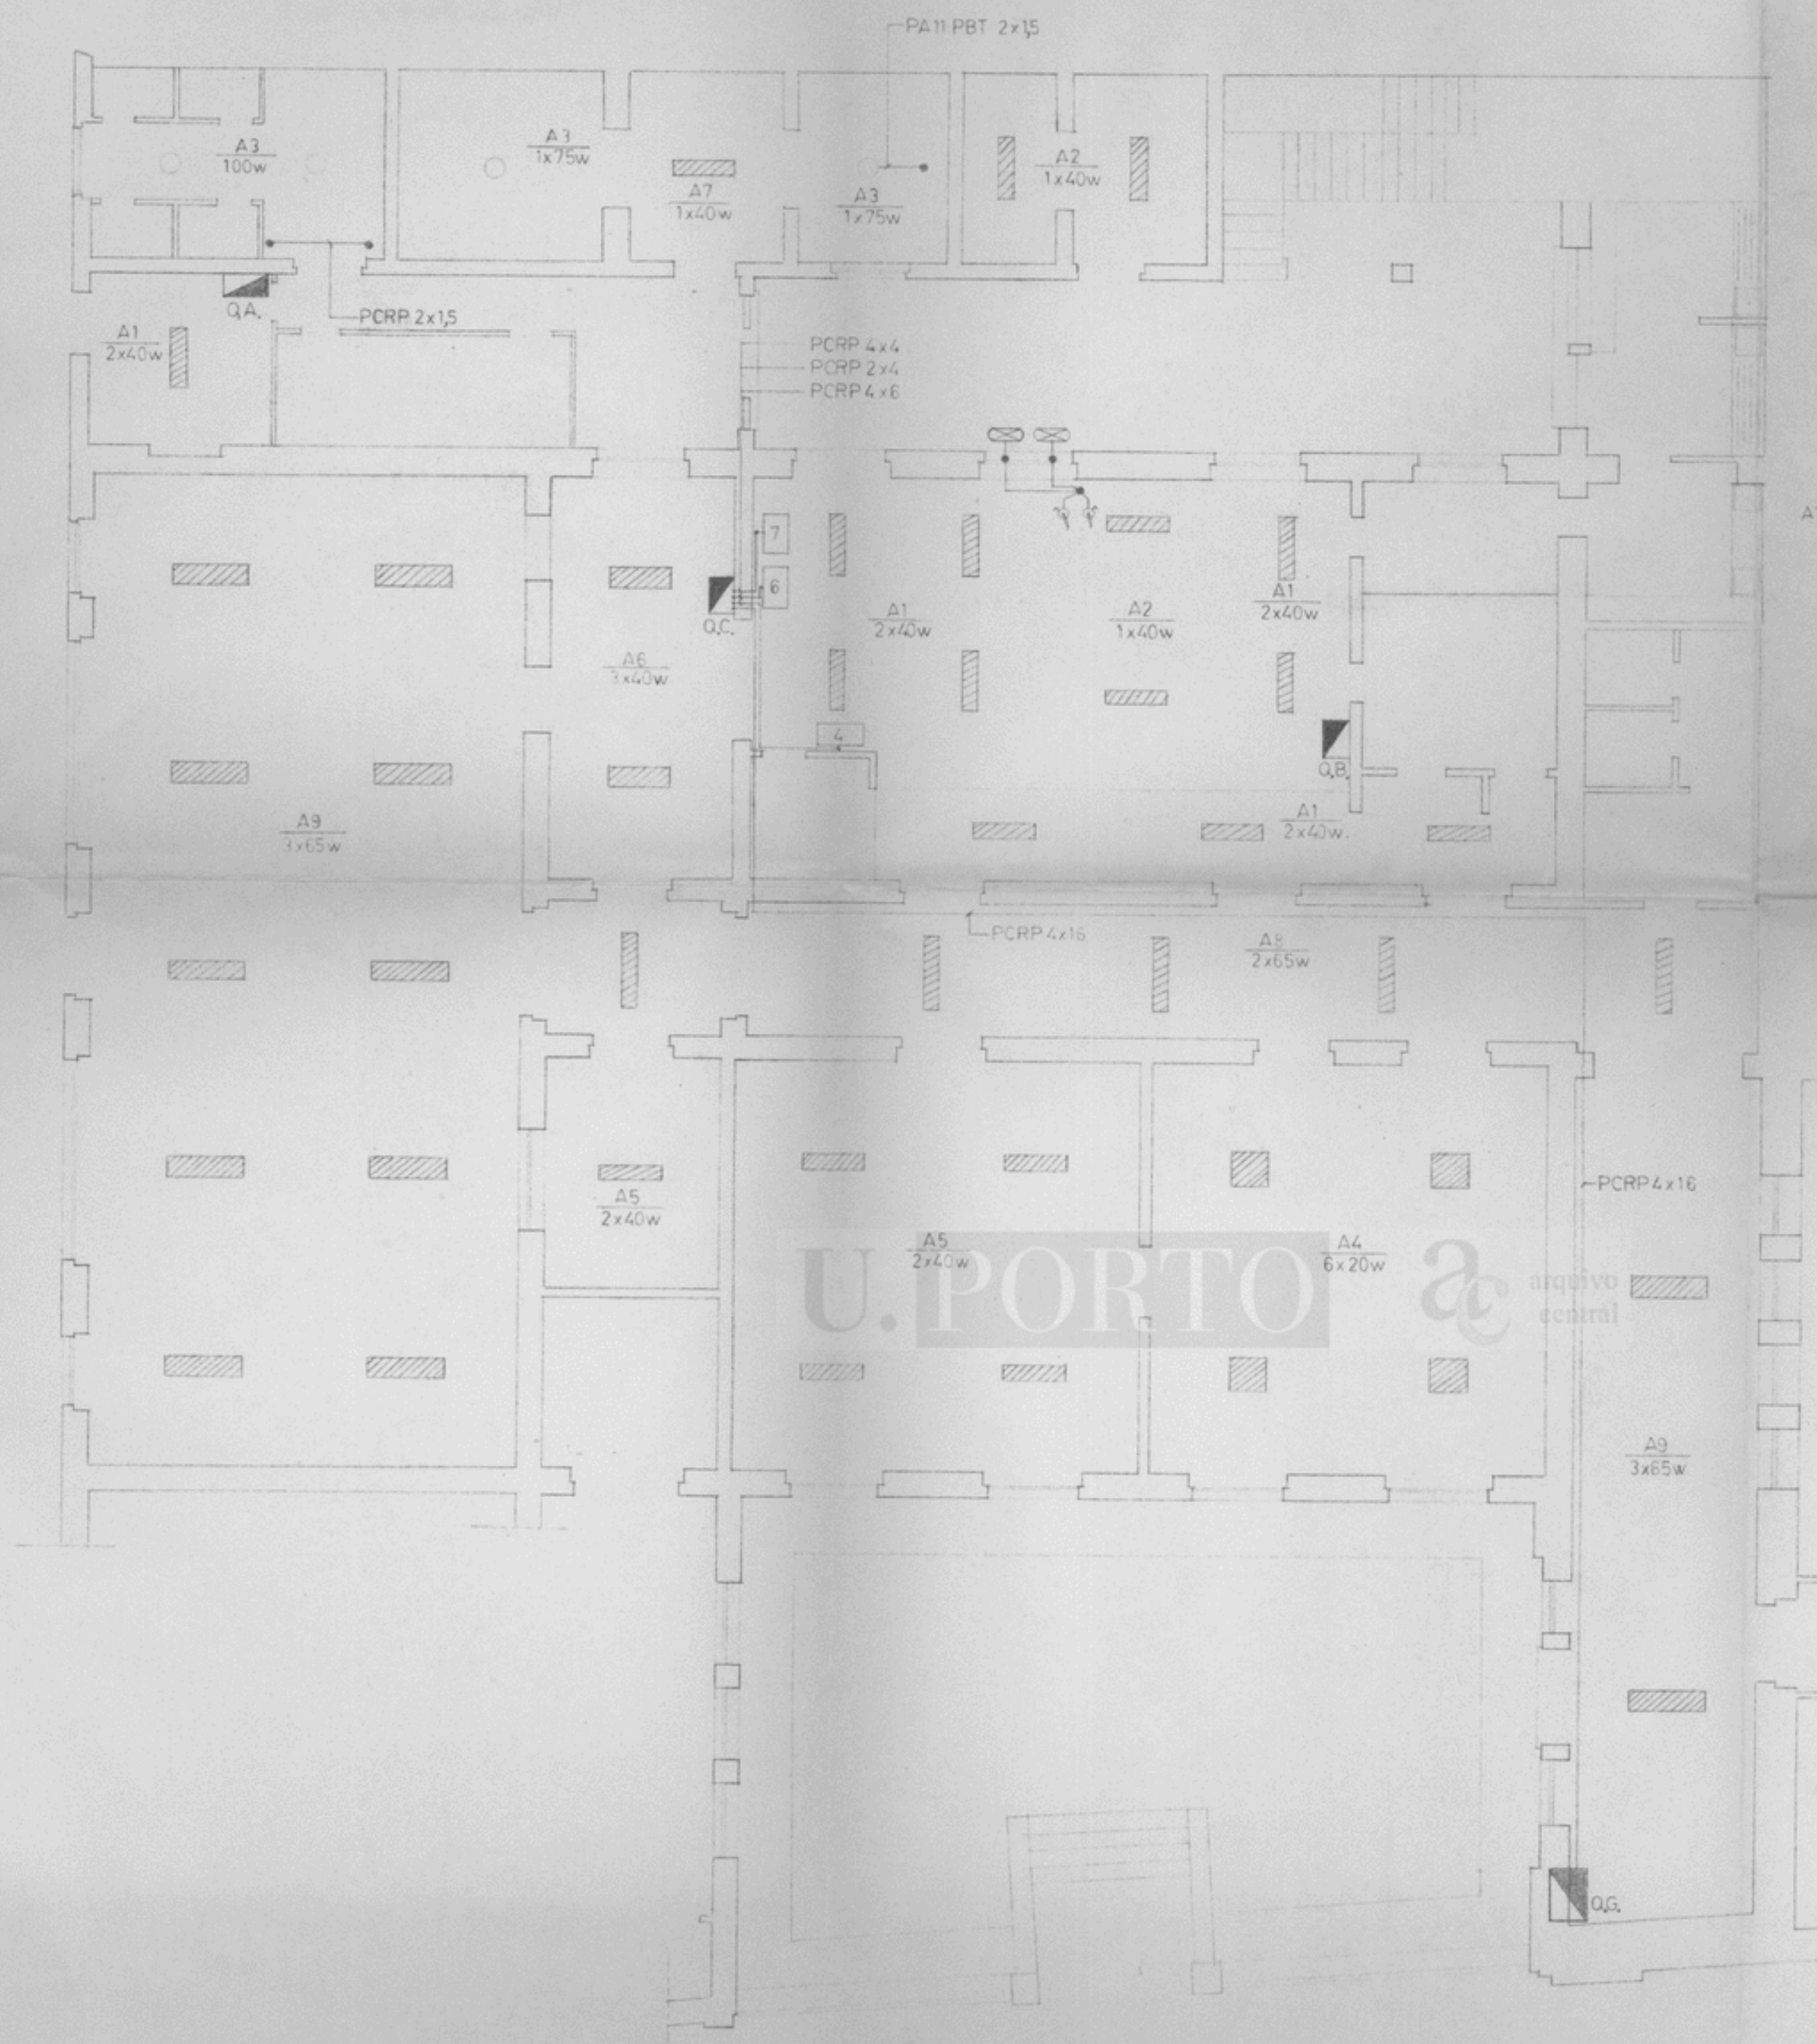 PA11 PBT 2x1,5
A3
100w
A3
1x75w
A7
1x40w
A3
1x75w
A2
1x40w
Q.A.
PCRP 2x1,5
A1
2x40w
PCRP 4x4
PCRP 2x4
PCRP 4x6
7
6
Q.C.
A1
2x40w
A2
1x40w
A1
2x40w
A6
3x40w
4
Q.B.
A1
2x40w.
A9
3x65w
PCRP 4x16
A8
2x65w
A5
2x40w
PCRP 4x16
A5
2x40w
A4
6x20w
U. PORTO
ac
arquivo
central
A9
3x65w
Q.G.